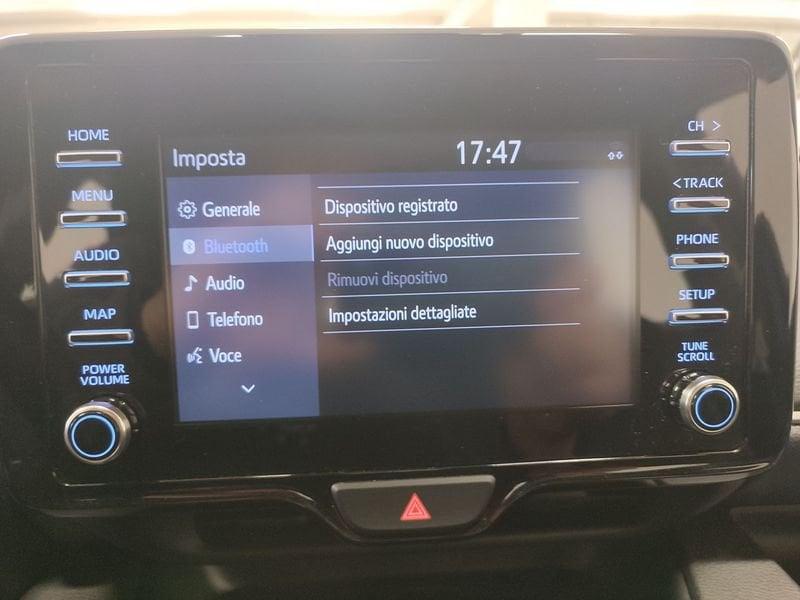 HOME
MENU
AUDIO
MAP
POWER
VOLUME
Imposta
17:47
Generale
Bluetooth
Audio
Telefono
Voce
Dispositivo registrato
Aggiungi nuovo dispositivo
Rimuovi dispositivo
Impostazioni dettagliate
CH >
< TRACK
PHONE
SETUP
TUNE
SCROLL